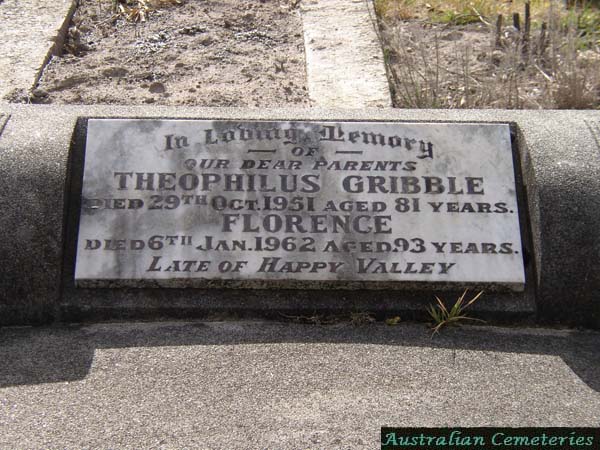 In Loving Memory
— OF —
OUR DEAR PARENTS
THEOPHILUS GRIBBLE
DIED 29TH OCT. 1951 AGED 81 YEARS.
FLORENCE
DIED 6TH JAN. 1962 AGED 93 YEARS.
LATE OF HAPPY VALLEY
Australian Cemeteries